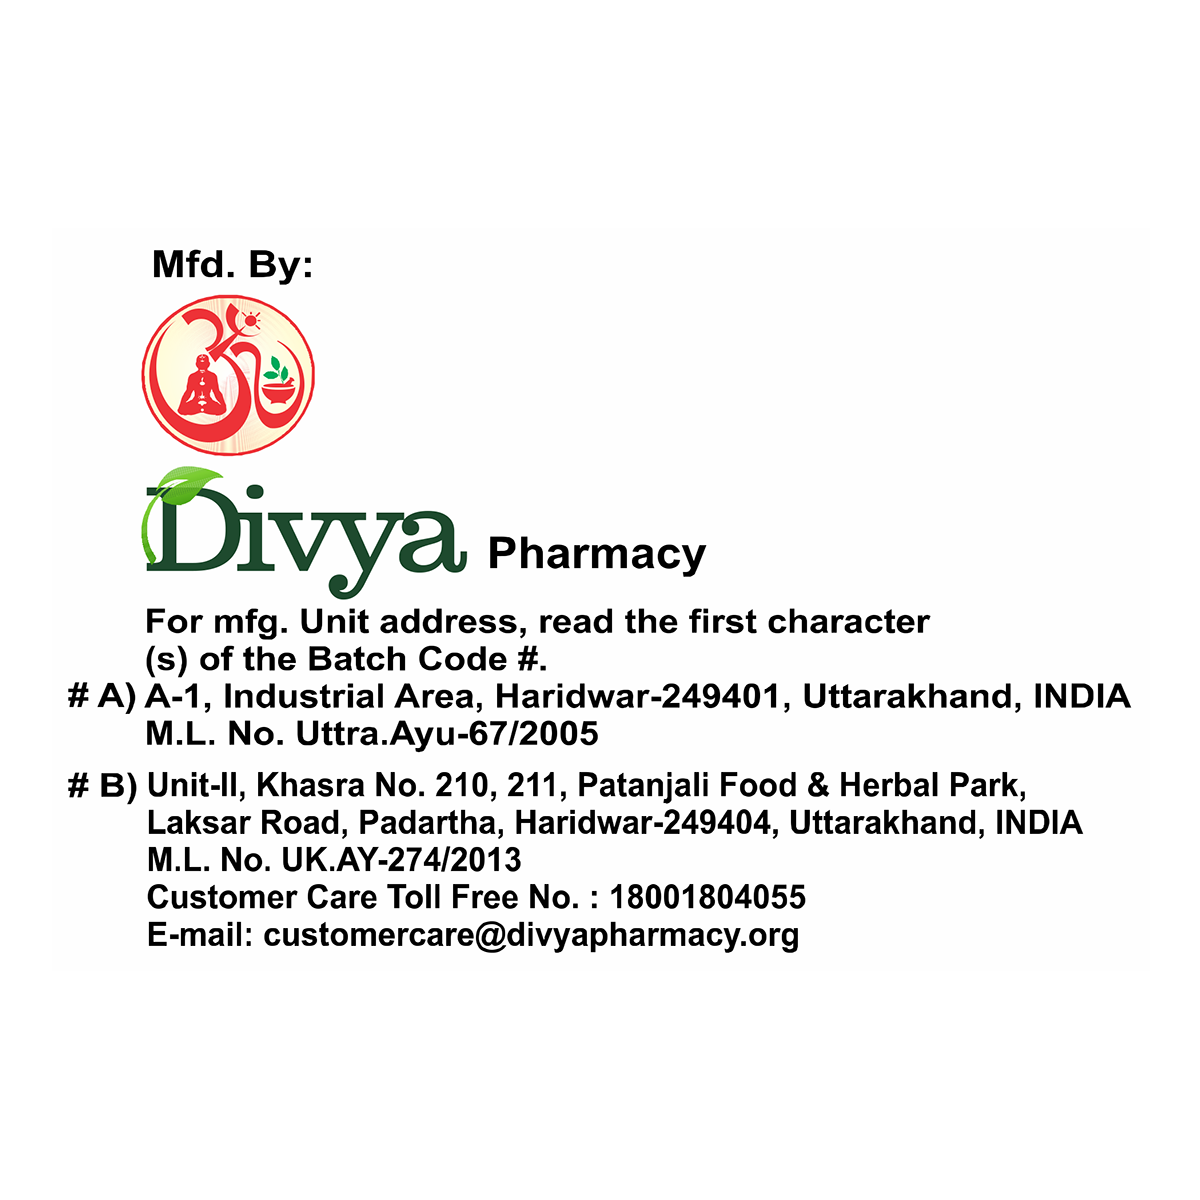 Mfd. By:
Divya Pharmacy
For mfg. Unit address, read the first character
(s) of the Batch Code #.
# A) A-1, Industrial Area, Haridwar-249401, Uttarakhand, INDIA
M.L. No. Uttra.Ayu-67/2005
# B) Unit-II, Khasra No. 210, 211, Patanjali Food & Herbal Park,
Laksar Road, Padartha, Haridwar-249404, Uttarakhand, INDIA
M.L. No. UK.AY-274/2013
Customer Care Toll Free No. : 18001804055
E-mail: customercare@divyapharmacy.org